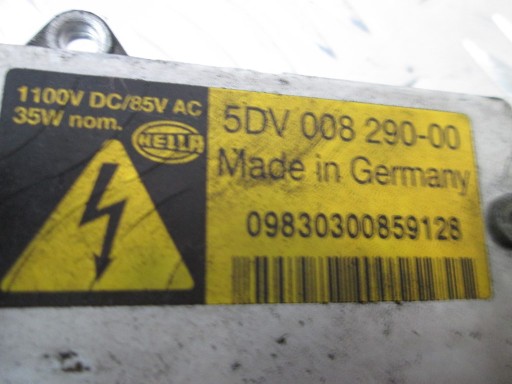 1100V DC/85V AC
35W nom.
HELLA
5DV 008 290-00
Made in Germany
09830300859128